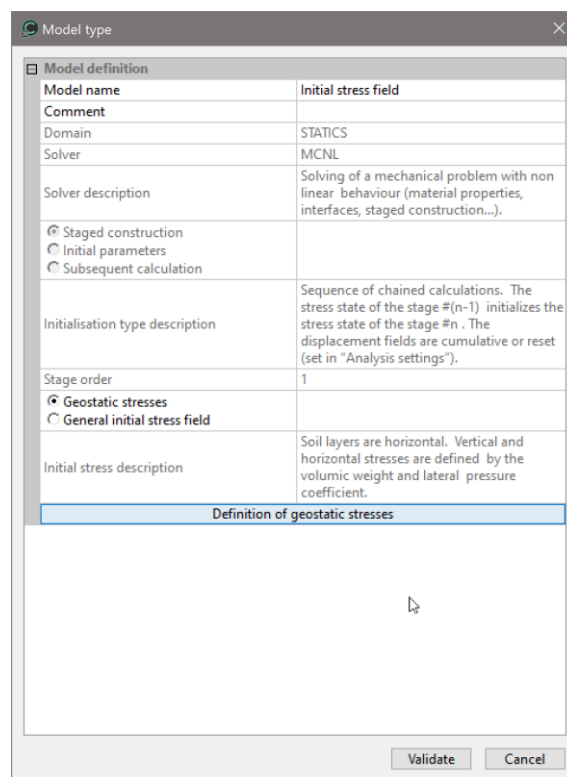 Model type
Model definition
Model name
Initial stress field
Comment
Domain
STATICS
Solver
MCNL
Solver description
Solving of a mechanical problem with non
linear behaviour (material properties,
interfaces, staged construction...).
Staged construction
Initial parameters
Subsequent calculation
Initialisation type description
Sequence of chained calculations. The
stress state of the stage #(n-1) initializes the
stress state of the stage #n . The
displacement fields are cumulative or reset
(set in "Analysis settings").
Stage order
1
Geostatic stresses
General initial stress field
Initial stress description
Soil layers are horizontal. Vertical and
horizontal stresses are defined by the
volumic weight and lateral pressure
coefficient.
Definition of geostatic stresses
Validate
Cancel